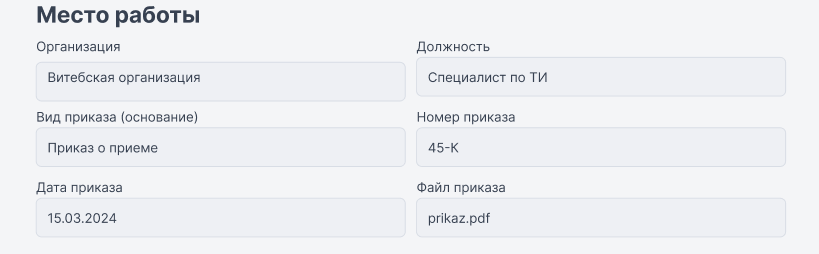 Место работы
Организация
Должность
Витебская организация
Специалист по ТИ
Вид приказа (основание)
Номер приказа
Приказ о приеме
45-К
Дата приказа
Файл приказа
15.03.2024
prikaz.pdf